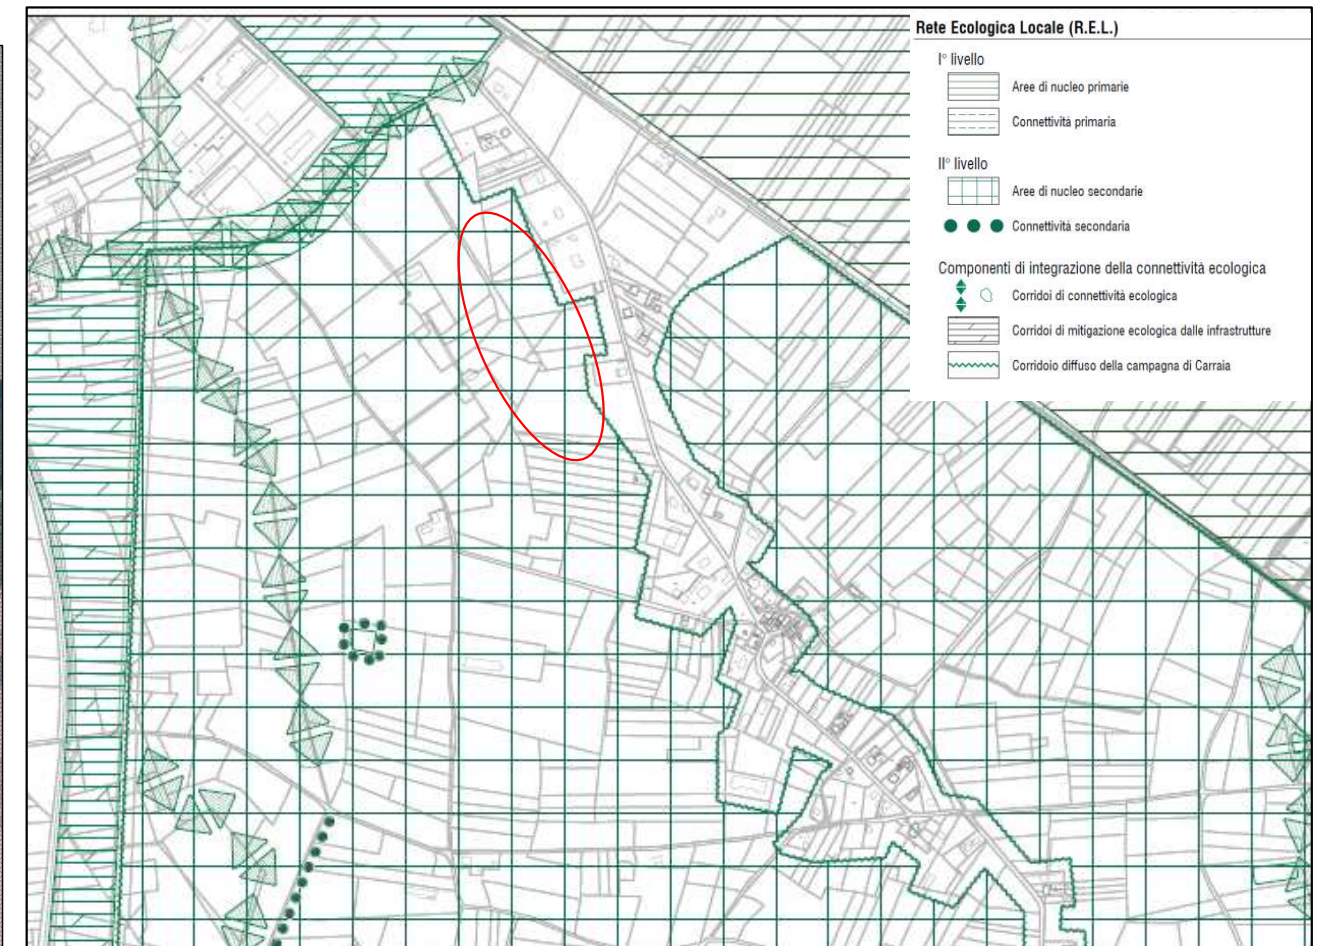 Rete Ecologica Locale (R.E.L.)
I° livello
Aree di nucleo primarie
Connettività primaria
II° livello
Aree di nucleo secondarie
Connettività secondaria
Componenti di integrazione della connettività ecologica
Corridoi di connettività ecologica
Corridoi di mitigazione ecologica dalle infrastrutture
Corridoio diffuso della campagna di Carraia